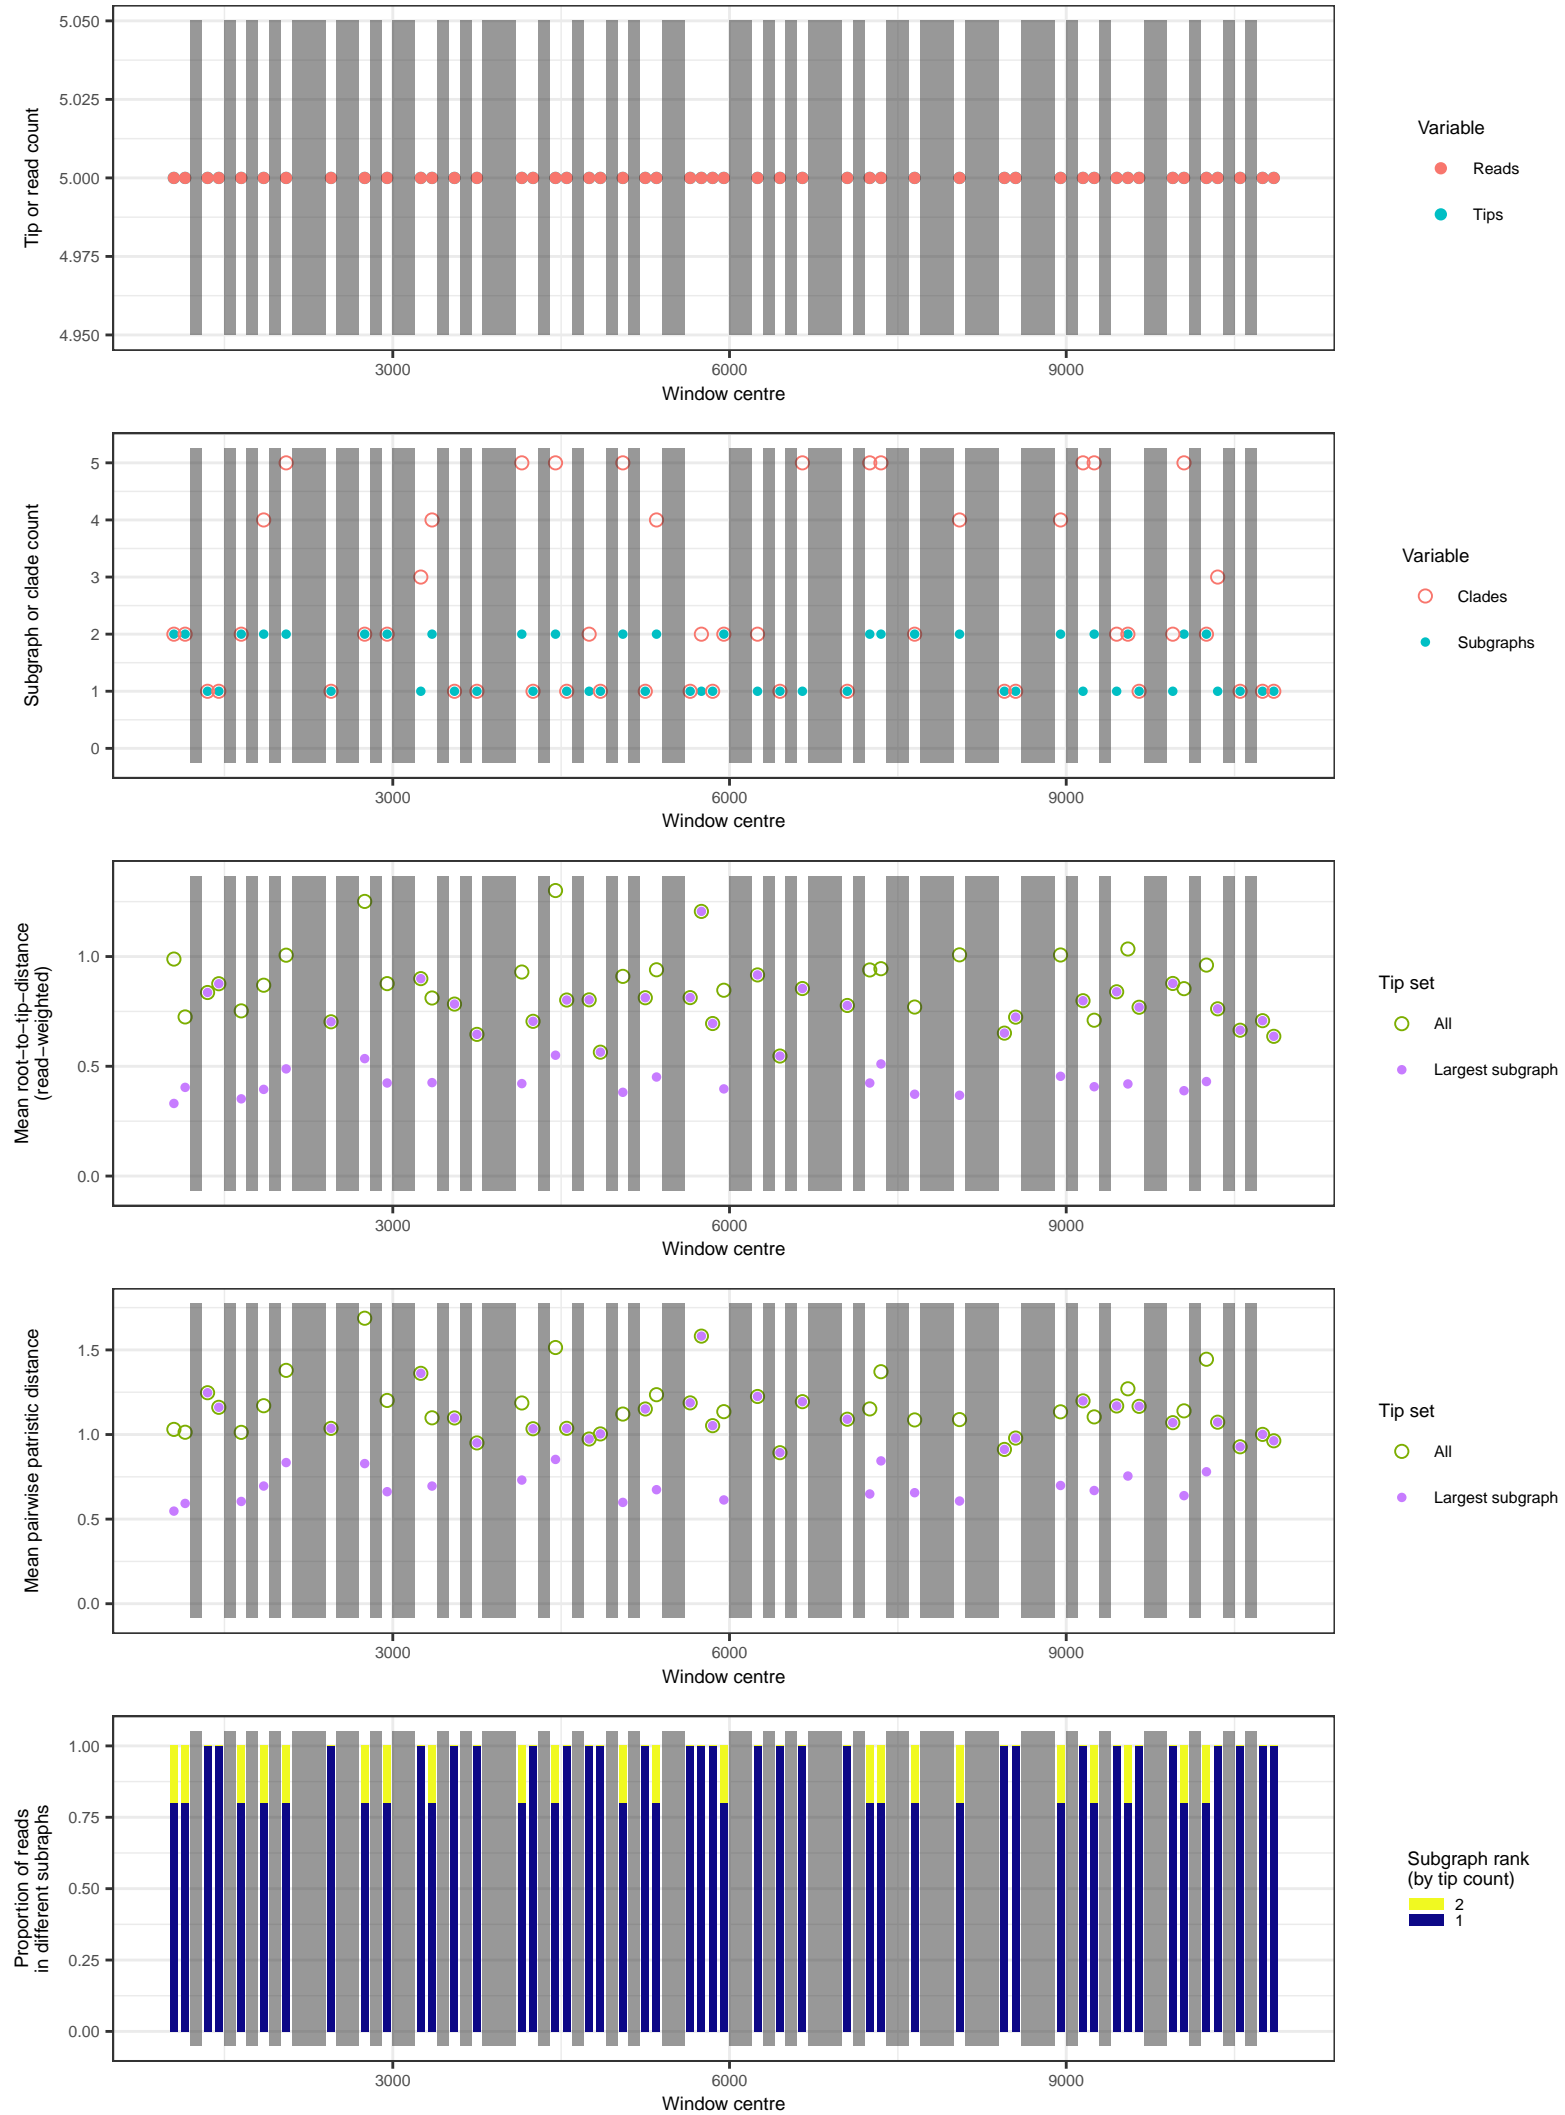 5.050
5.025
5.000
4.975
4.950
Tip or read count
3000
6000
9000
Window centre
Variable
Reads
Tips
5
4
3
2
1
0
Subgraph or clade count
3000
6000
9000
Window centre
Variable
Clades
Subgraphs
1.0
0.5
0.0
Mean root−to−tip−distance
(read−weighted)
3000
6000
9000
Window centre
Tip set
All
Largest subgraph
1.5
1.0
0.5
0.0
Mean pairwise patristic distance
3000
6000
9000
Window centre
Tip set
All
Largest subgraph
1.00
0.75
0.50
0.25
0.00
Proportion of reads
in different subraphs
3000
6000
9000
Window centre
Subgraph rank
(by tip count)
2
1